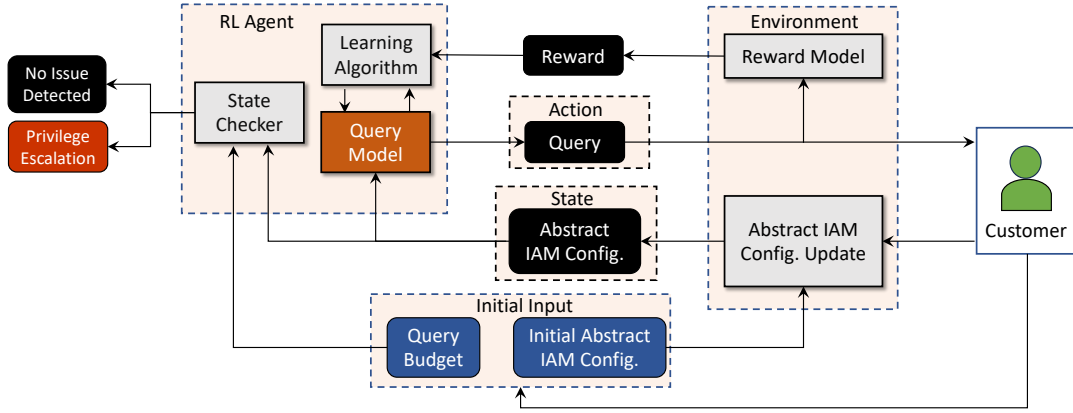 RL Agent
Environment
Learning
Algorithm
Reward
Reward Model
No Issue
Detected
State
Checker
Action
Privilege
Escalation
Query
Model
Query
State
Abstract
IAM Config.
Abstract IAM
Config. Update
Customer
Initial Input
Query
Budget
Initial Abstract
IAM Config.